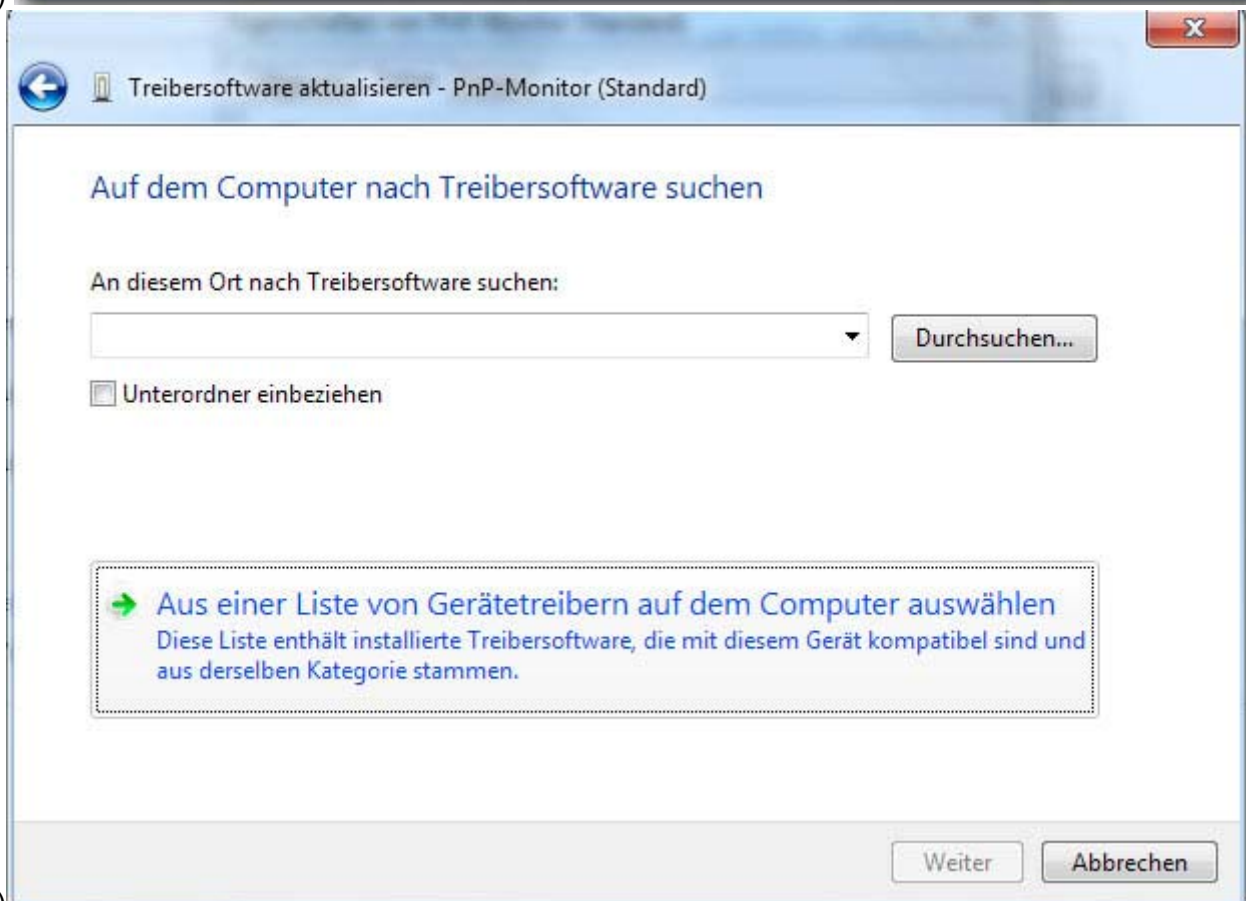 Treibersoftware aktualisieren - PnP-Monitor (Standard)
Auf dem Computer nach Treibersoftware suchen
An diesem Ort nach Treibersoftware suchen:
Durchsuchen...
Unterordner einbeziehen
Aus einer Liste von Gerätetreibern auf dem Computer auswählen
Diese Liste enthält installierte Treibersoftware, die mit diesem Gerät kompatibel sind und
aus derselben Kategorie stammen.
Weiter
Abbrechen